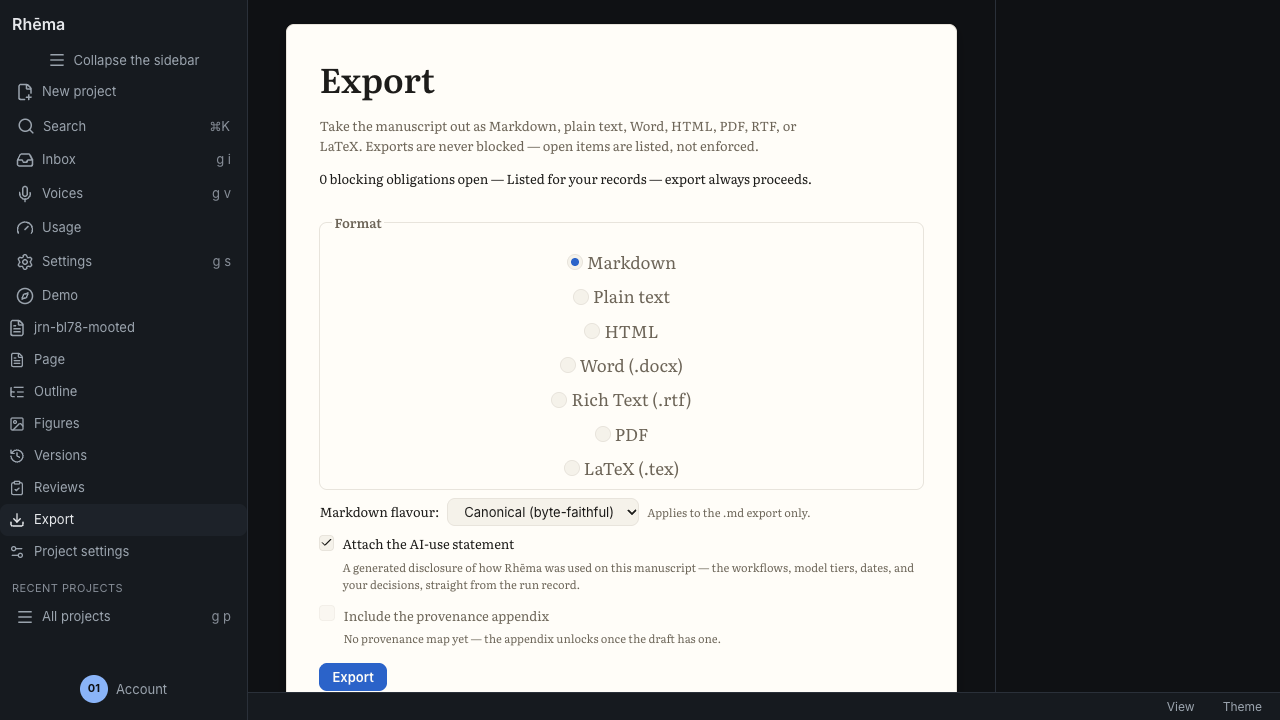 Rhēma
Collapse the sidebar
New project
Search ⌘K
Inbox g i
Voices g v
Usage
Settings g s
Demo
jrn-bl78-mooted
Page
Outline
Figures
Versions
Reviews
Export
Project settings
RECENT PROJECTS
All projects g p
01 Account
Export
Take the manuscript out as Markdown, plain text, Word, HTML, PDF, RTF, or
LaTeX. Exports are never blocked — open items are listed, not enforced.
0 blocking obligations open — Listed for your records — export always proceeds.
Format
Markdown
Plain text
HTML
Word (.docx)
Rich Text (.rtf)
PDF
LaTeX (.tex)
Markdown flavour: Canonical (byte-faithful) Applies to the .md export only.
Attach the AI-use statement
A generated disclosure of how Rhēma was used on this manuscript — the workflows, model tiers, dates, and
your decisions, straight from the run record.
Include the provenance appendix
No provenance map yet — the appendix unlocks once the draft has one.
Export
View Theme